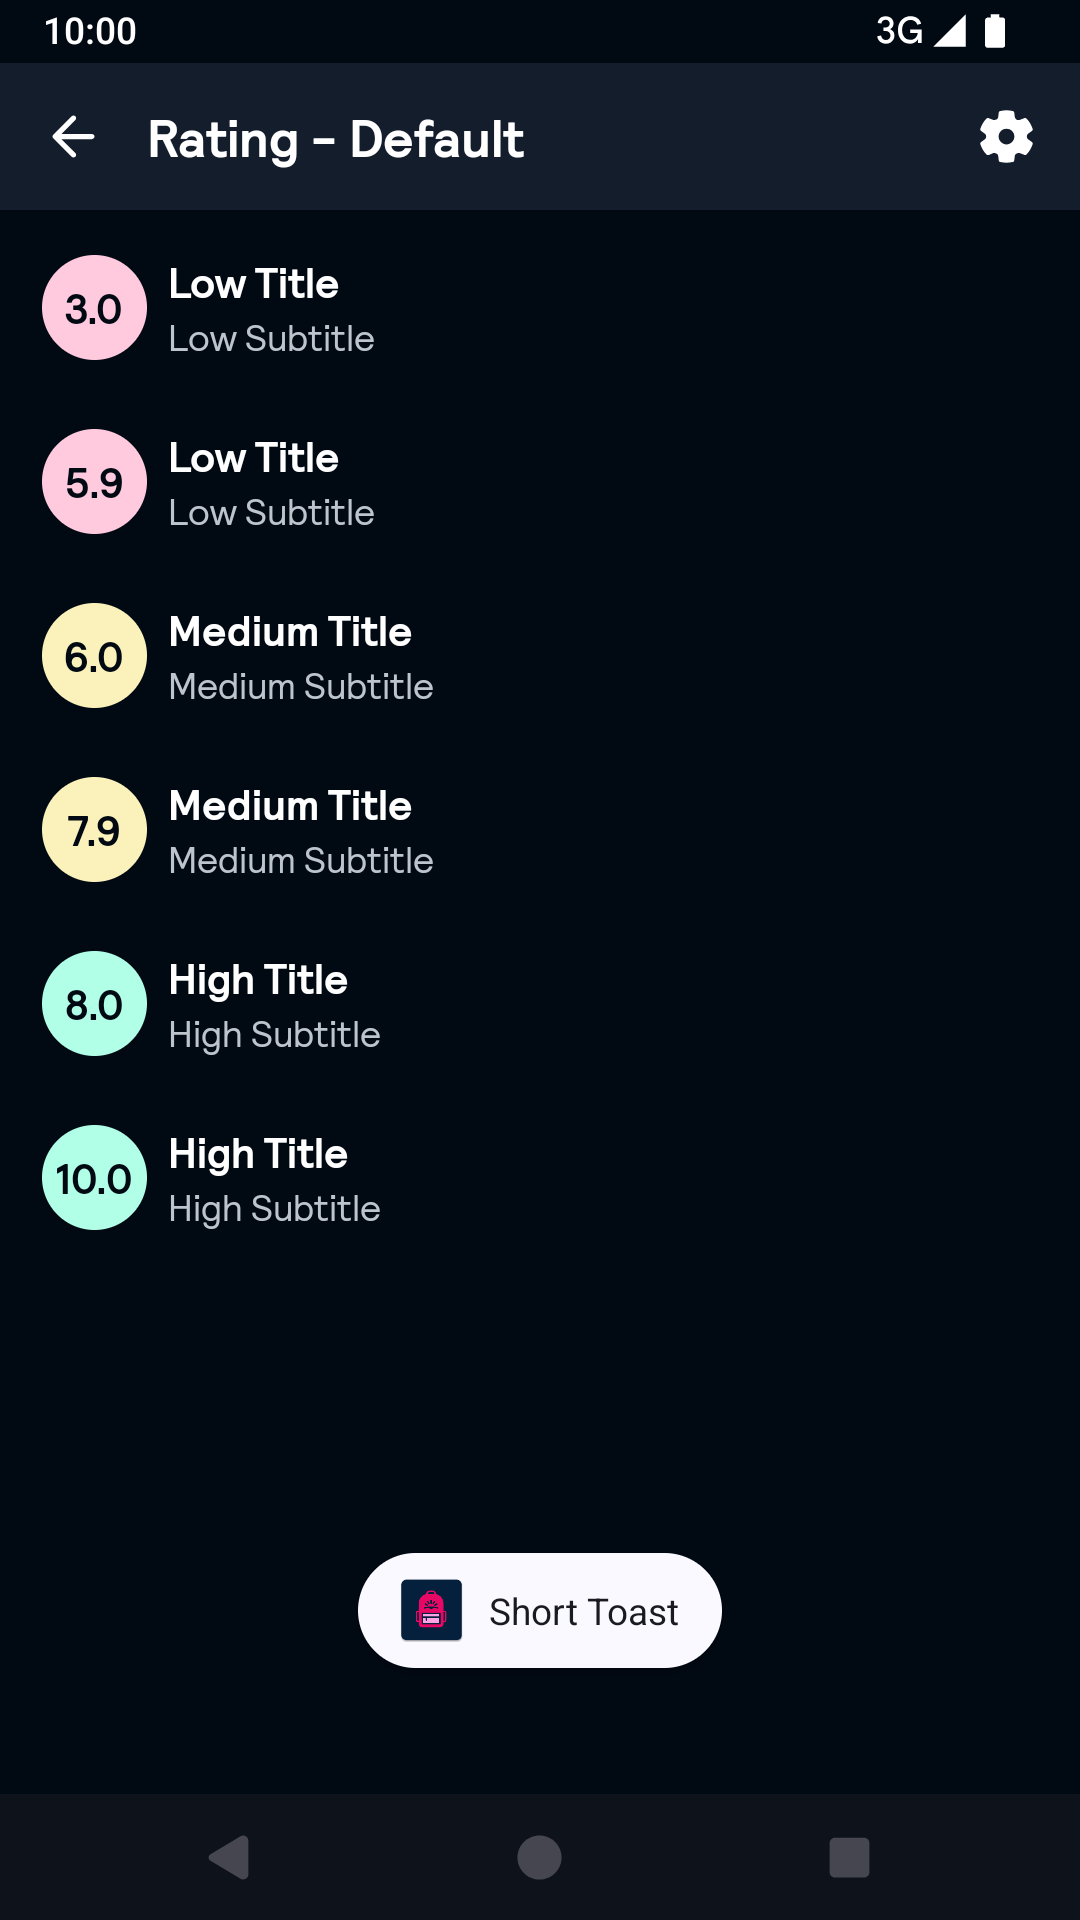 10:00 3G
Rating – Default
3.0 Low Title
Low Subtitle
5.9 Low Title
Low Subtitle
6.0 Medium Title
Medium Subtitle
7.9 Medium Title
Medium Subtitle
8.0 High Title
High Subtitle
10.0 High Title
High Subtitle
Short Toast